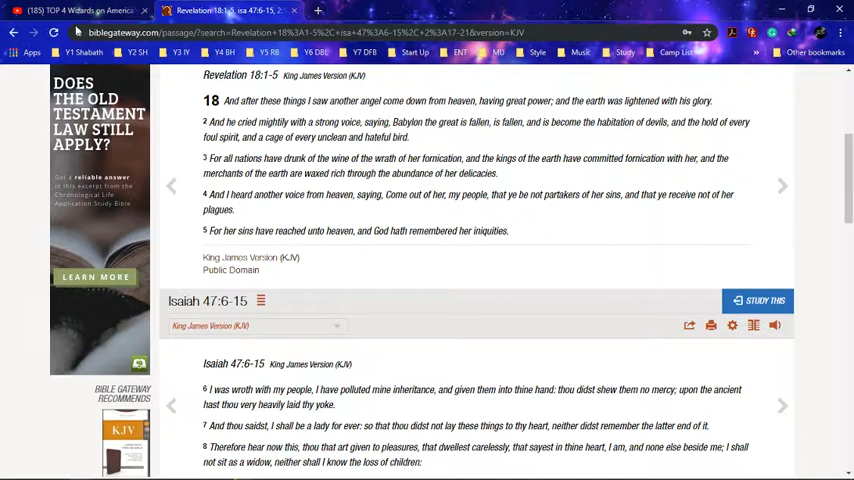 (185) TOP 4 Wizards on America
Revelation 18:1-5, isa 47:6-15, 2:
biblegateway.com/passage/?search=Revelation+18%3A1-5%2C+isa+47%3A6-15%2C+2%3A17-21&version=KJV
Apps Y1 Shabath Y2 SH Y3 IY Y4 BH Y5 RB Y6 DBL Y7 DFB Start Up ENT MU Style Music Study Camp List Other bookmarks
DOES
THE OLD
TESTAMENT
LAW STILL
APPLY?
Get a reliable answer
in this excerpt from the
Chronological Life
Application Study Bible
LEARN MORE
BIBLE GATEWAY
RECOMMENDS
KJV
Revelation 18:1-5 King James Version (KJV)
18 And after these things I saw another angel come down from heaven, having great power; and the earth was lightened with his glory.
2 And he cried mightily with a strong voice, saying, Babylon the great is fallen, is fallen, and is become the habitation of devils, and the hold of every
foul spirit, and a cage of every unclean and hateful bird.
3 For all nations have drunk of the wine of the wrath of her fornication, and the kings of the earth have committed fornication with her, and the
merchants of the earth are waxed rich through the abundance of her delicacies.
4 And I heard another voice from heaven, saying, Come out of her, my people, that ye be not partakers of her sins, and that ye receive not of her
plagues.
5 For her sins have reached unto heaven, and God hath remembered her iniquities.
King James Version (KJV)
Public Domain
Isaiah 47:6-15
STUDY THIS
King James Version (KJV)
Isaiah 47:6-15 King James Version (KJV)
6 I was wroth with my people, I have polluted mine inheritance, and given them into thine hand: thou didst shew them no mercy; upon the ancient
hast thou very heavily laid thy yoke.
7 And thou saidst, I shall be a lady for ever: so that thou didst not lay these things to thy heart, neither didst remember the latter end of it.
8 Therefore hear now this, thou that art given to pleasures, that dwellest carelessly, that sayest in thine heart, I am, and none else beside me; I shall
not sit as a widow, neither shall I know the loss of children: